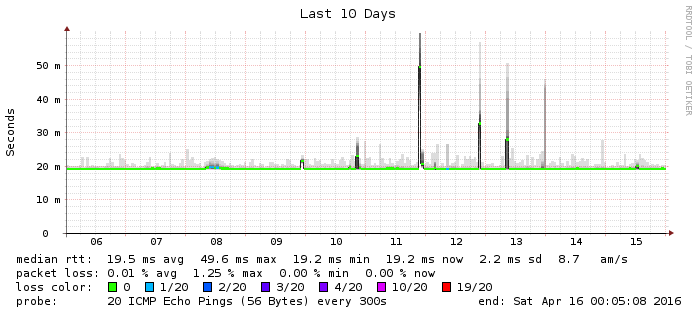 Last 10 Days
RRDTOOL / TOBI OETIKER
Seconds
50 m
40 m
30 m
20 m
10 m
0
06 07 08 09 10 11 12 13 14 15
median rtt: 19.5 ms avg 49.6 ms max 19.2 ms min 19.2 ms now 2.2 ms sd 8.7 am/s
packet loss: 0.01 % avg 1.25 % max 0.00 % min 0.00 % now
loss color: 0 1/20 2/20 3/20 4/20 10/20 19/20
probe: 20 ICMP Echo Pings (56 Bytes) every 300s end: Sat Apr 16 00:05:08 2016